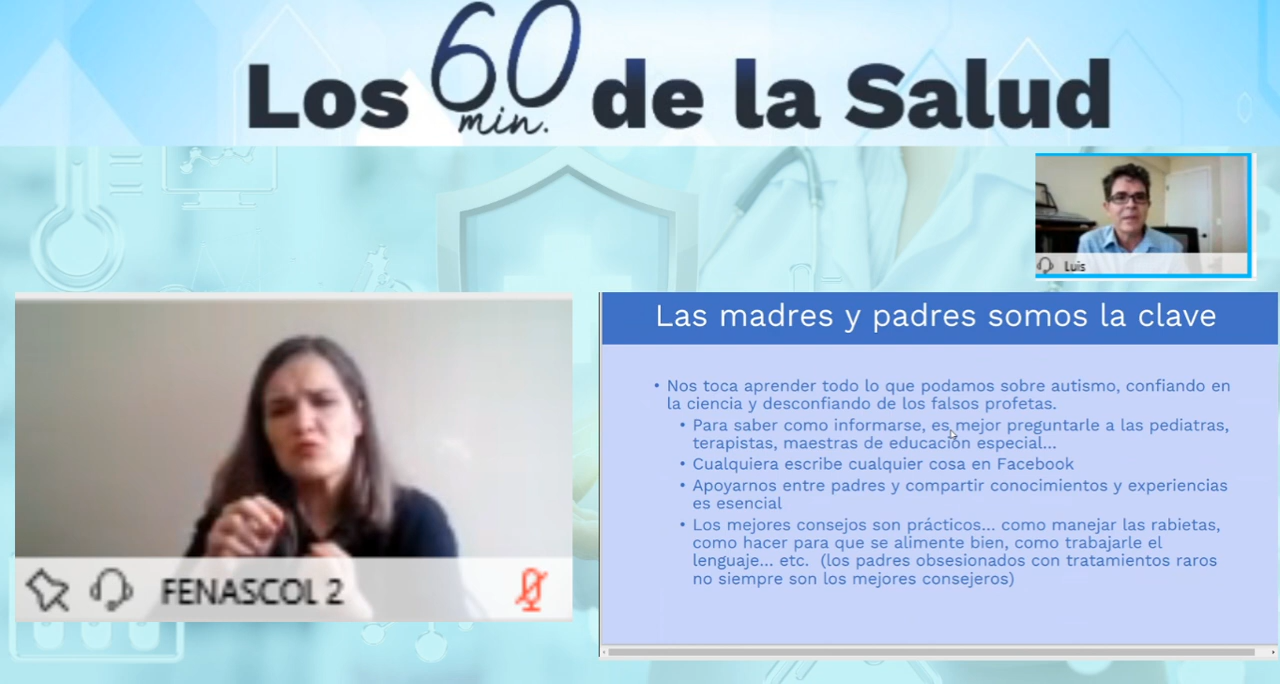 Los 60 min. de la Salud
Luis
FENASCOL 2
Las madres y padres somos la clave
• Nos toca aprender todo lo que podamos sobre autismo, confiando en
la ciencia y desconfiando de los falsos profetas.
• Para saber como informarse, es mejor preguntarle a las pediatras,
terapistas, maestras de educación especial...
• Cualquiera escribe cualquier cosa en Facebook
• Apoyarnos entre padres y compartir conocimientos y experiencias
es esencial
• Los mejores consejos son prácticos... como manejar las rabietas,
como hacer para que se alimente bien, como trabajarle el
lenguaje... etc. (los padres obsesionados con tratamientos raros
no siempre son los mejores consejeros)